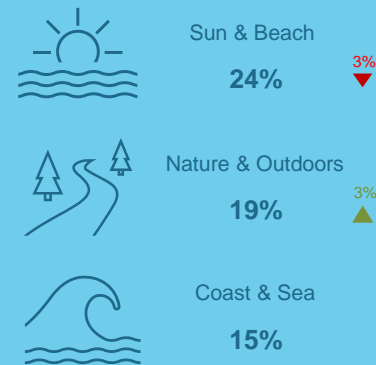 Sun & Beach
24%
3%
Nature & Outdoors
19%
3%
Coast & Sea
15%